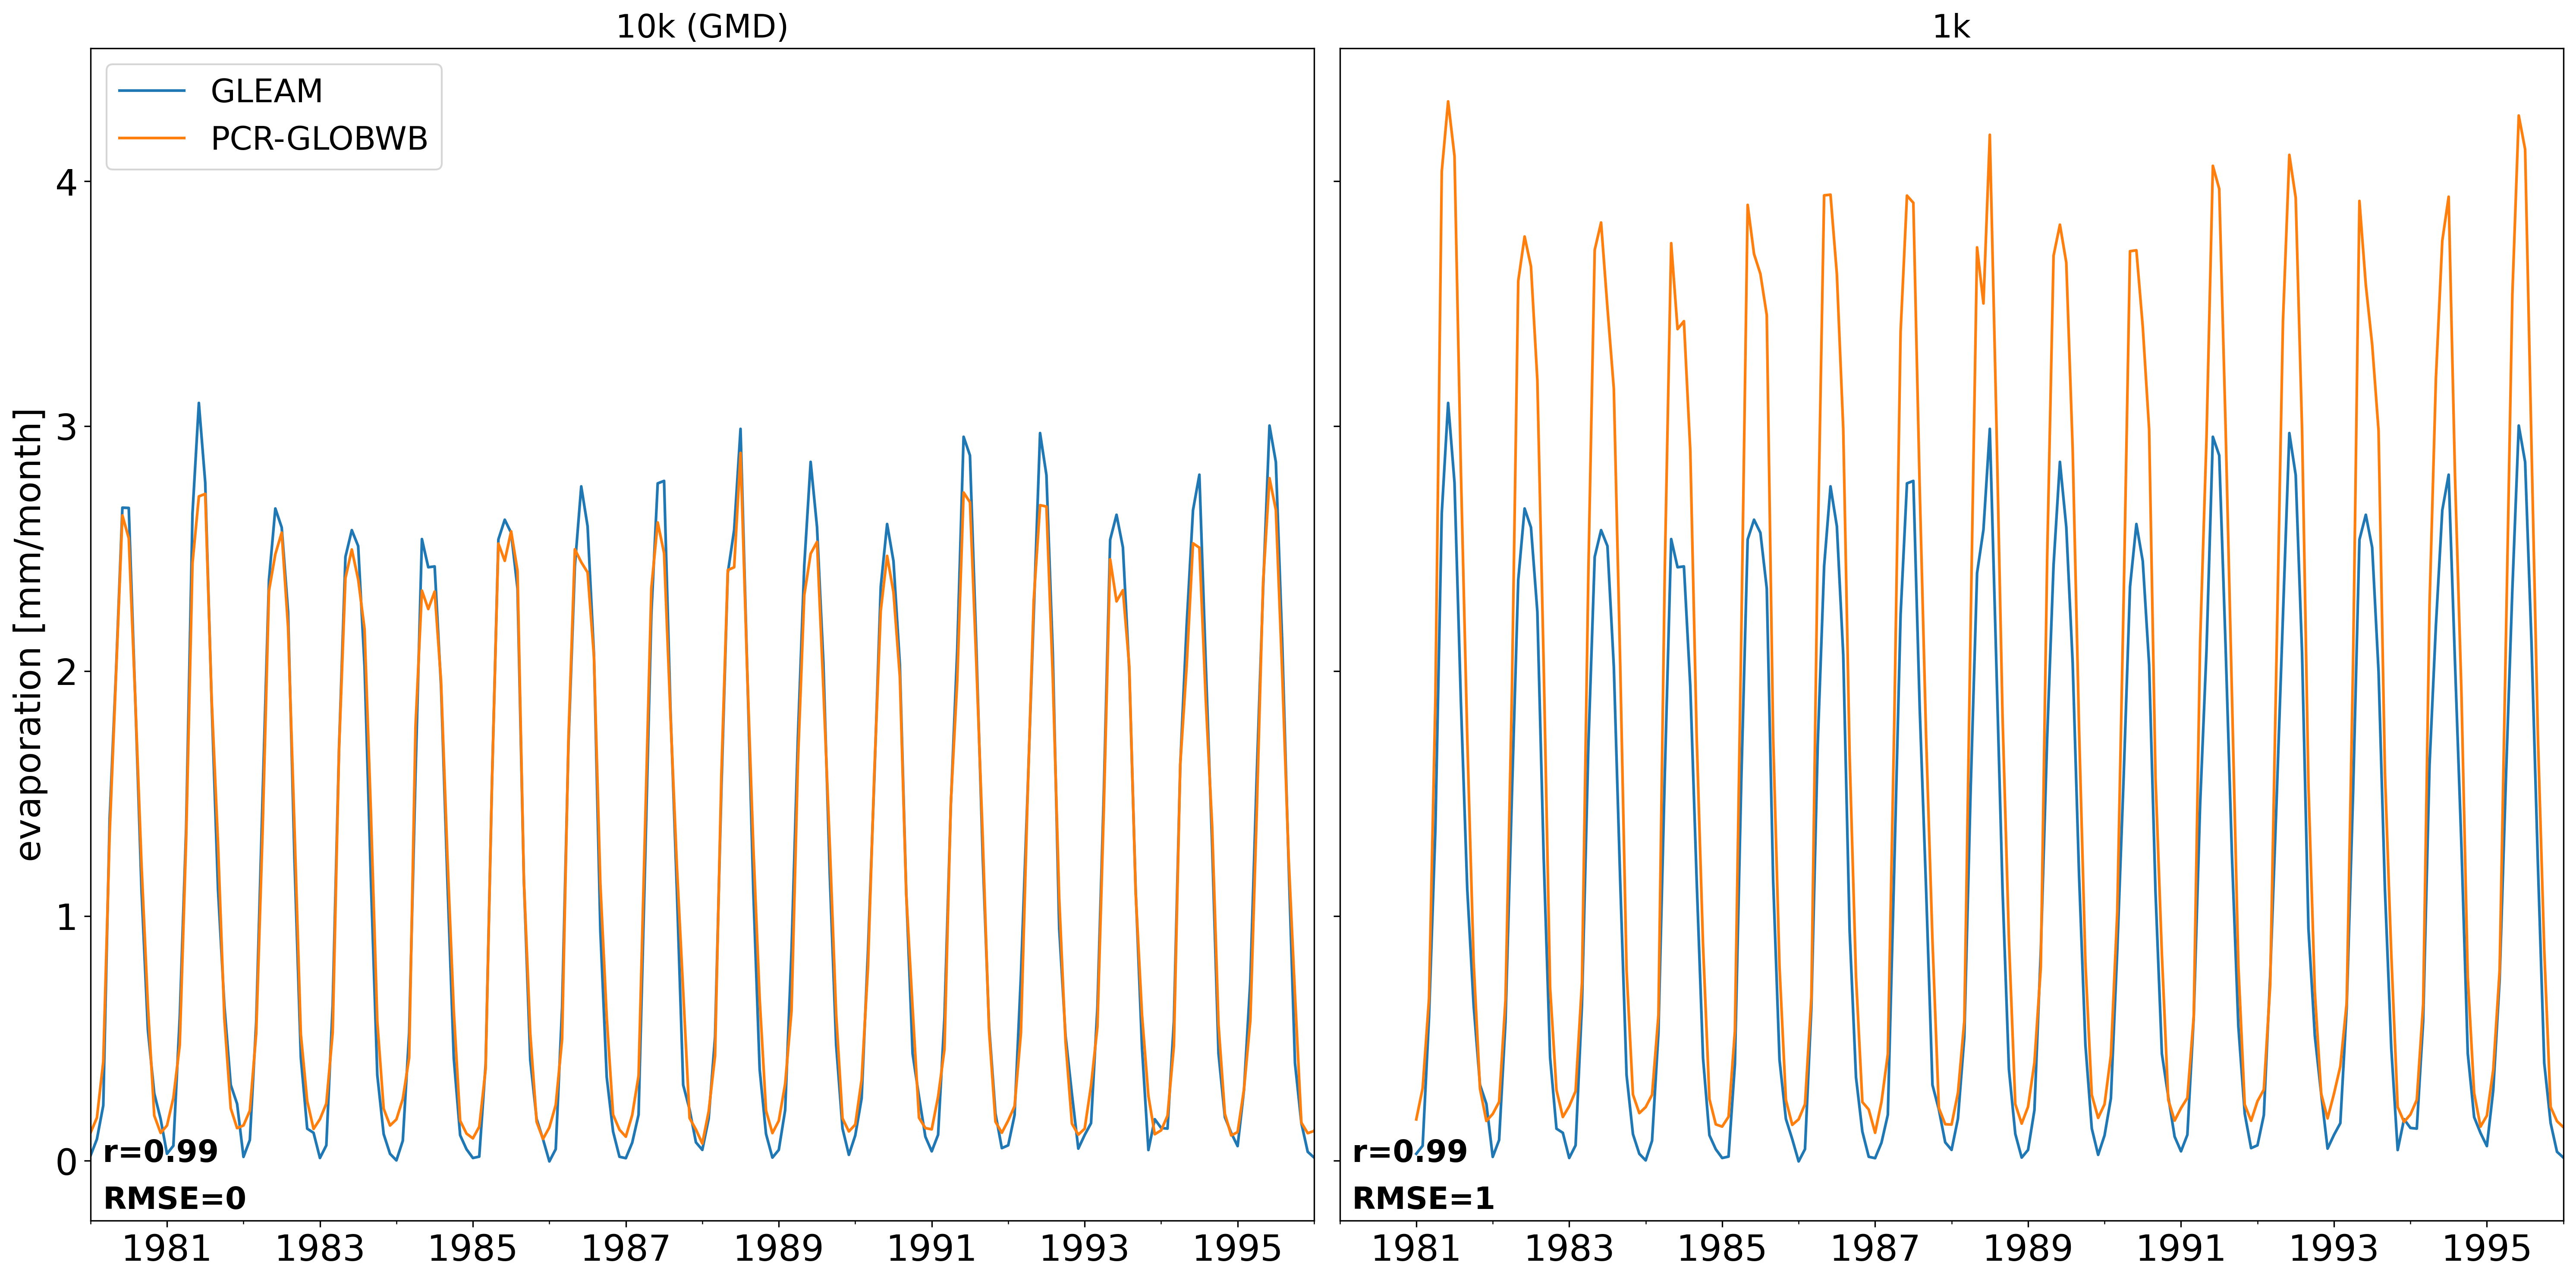 10k (GMD)
1k
GLEAM
PCR-GLOBWB
evaporation [mm/month]
4
3
2
1
0
r=0.99
RMSE=0
r=0.99
RMSE=1
1981 1983 1985 1987 1989 1991 1993 1995
1981 1983 1985 1987 1989 1991 1993 1995